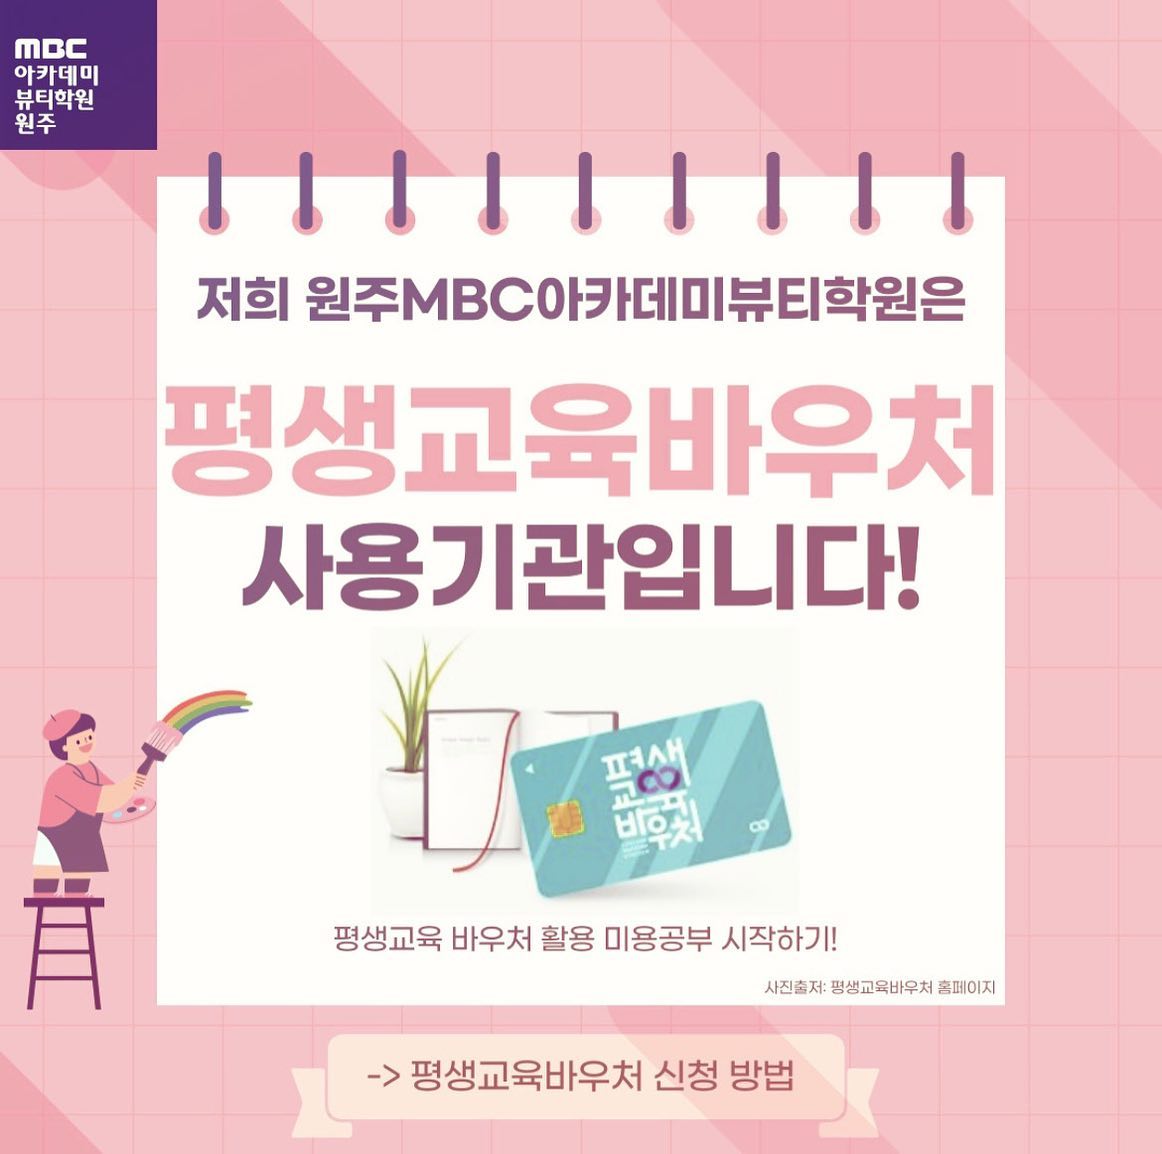 MBC
아카데미
뷰티학원
원주
저희 원주MBC아카데미뷰티학원은
평생교육바우처
사용기관입니다!
평생
교육
바우처
평생교육 바우처 활용 미용공부 시작하기!
사진출저: 평생교육바우처 홈페이지
-> 평생교육바우처 신청 방법